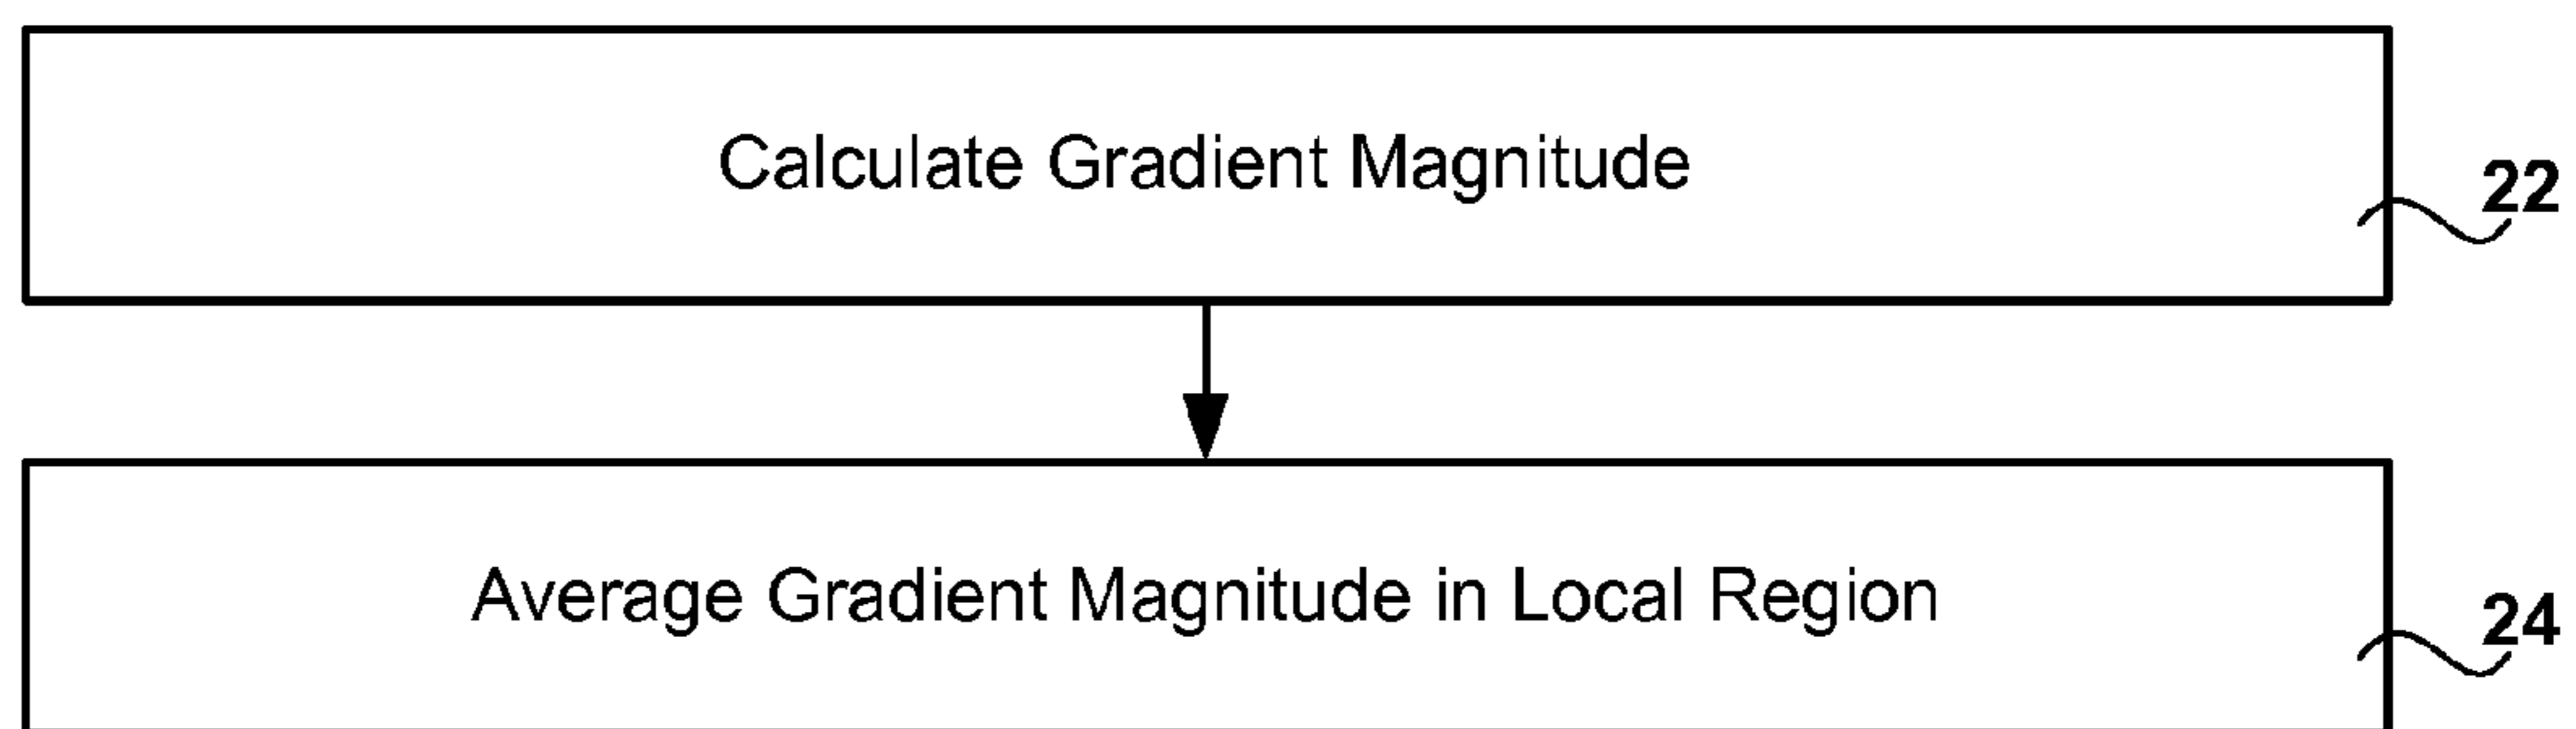 Calculate Gradient Magnitude
22
Average Gradient Magnitude in Local Region
24